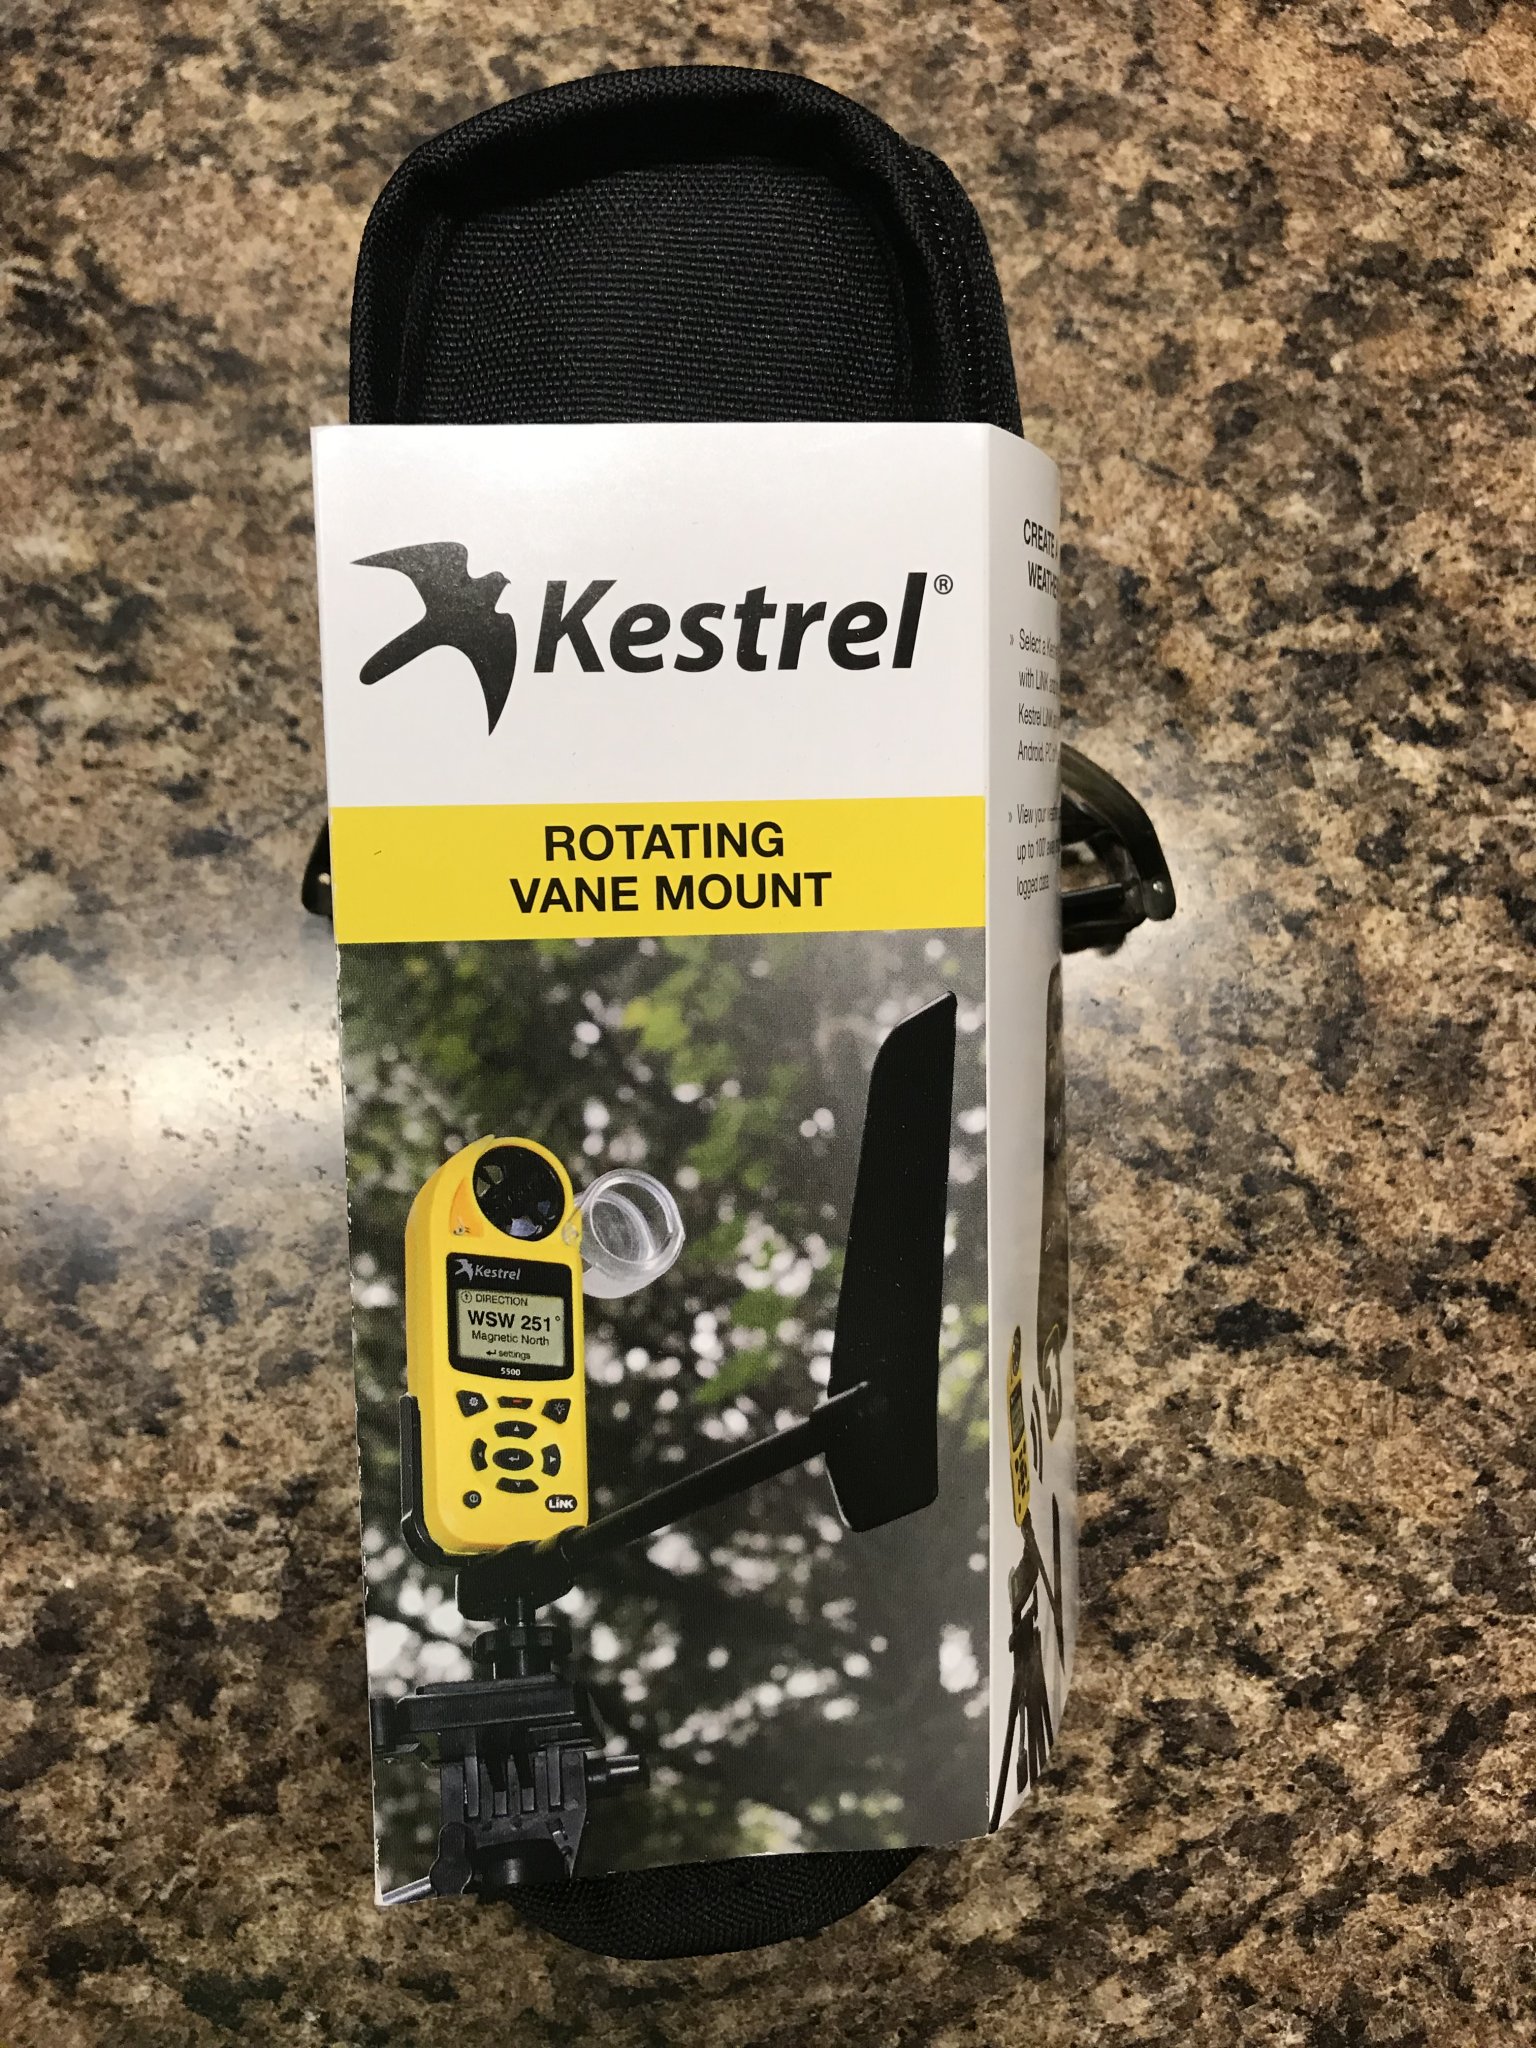 Kestrel®
ROTATING
VANE MOUNT
Kestrel
DIRECTION
WSW 251°
Magnetic North
settings
5500
LiNK
CREATE A
Select a
with LiNK
Kestrel LiNK
Android, PC
View your
up to 100'
logged data